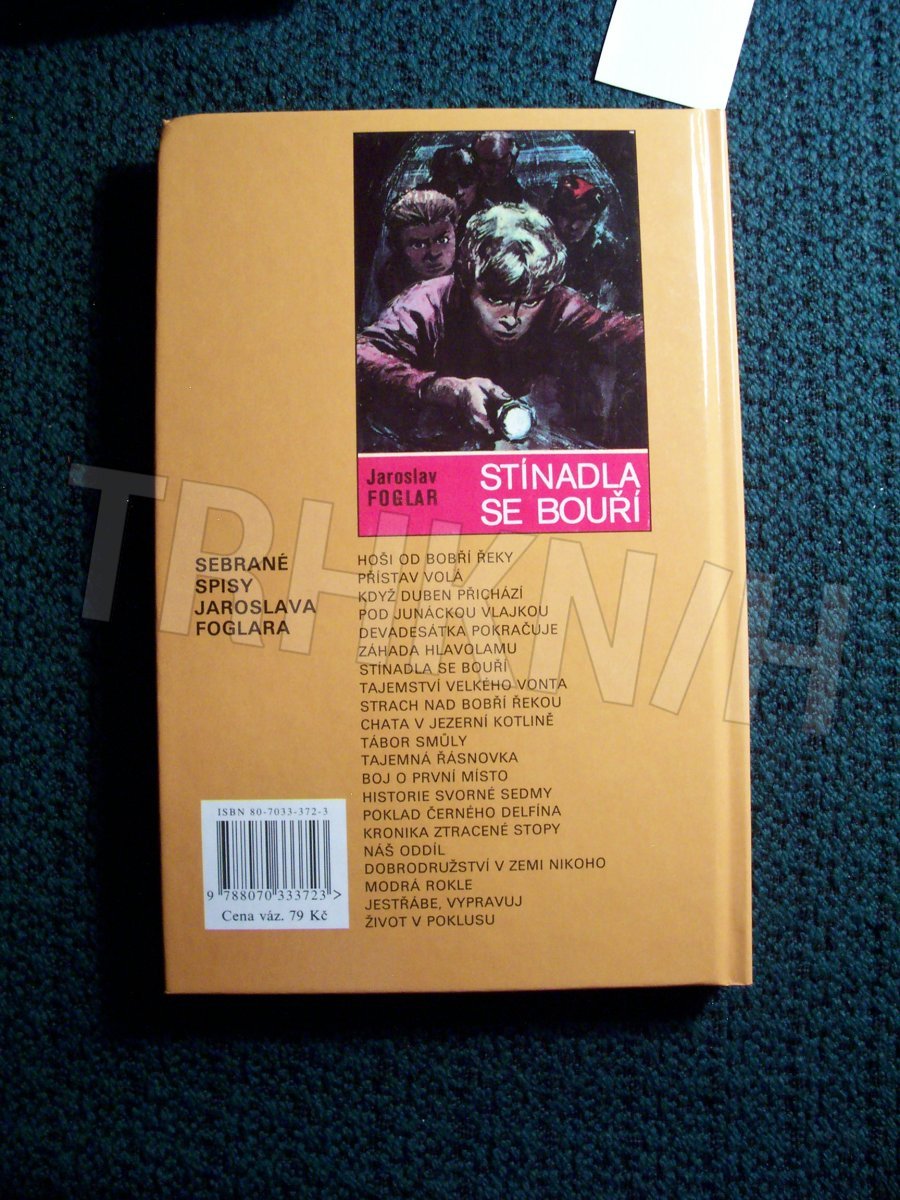 Jaroslav
FOGLAR
STÍNADLA
SE BOUŘÍ
SEBRANÉ
SPISY
JAROSLAVA
FOGLARA
HOŠI OD BOBŘÍ ŘEKY
PŘÍSTAV VOLÁ
KDYŽ DUBEN PŘICHÁZÍ
POD JUNÁCKOU VLAJKOU
DEVADESÁTKA POKRAČUJE
ZÁHADA HLAVOLAMU
STÍNADLA SE BOUŘÍ
TAJEMSTVÍ VELKÉHO VONTA
STRACH NAD BOBŘÍ ŘEKOU
CHATA V JEZERNÍ KOTLINĚ
TÁBOR SMŮLY
TAJEMNÁ ŘÁSNOVKA
BOJ O PRVNÍ MÍSTO
HISTORIE SVORNÉ SEDMY
POKLAD ČERNÉHO DELFÍNA
KRONIKA ZTRACENÉ STOPY
NÁŠ ODDÍL
DOBRODRUŽSTVÍ V ZEMI NIKOHO
MODRÁ ROKLE
JESTŘÁBE, VYPRAVUJ
ŽIVOT V POKLUSU
ISBN 80-7033-372-3
9 788070 333723>
Cena váz. 79 Kč
TRHKNIH